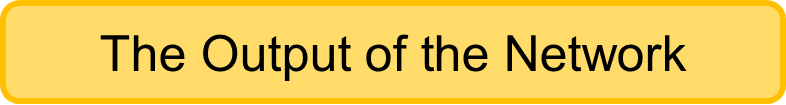 The Output of the Network